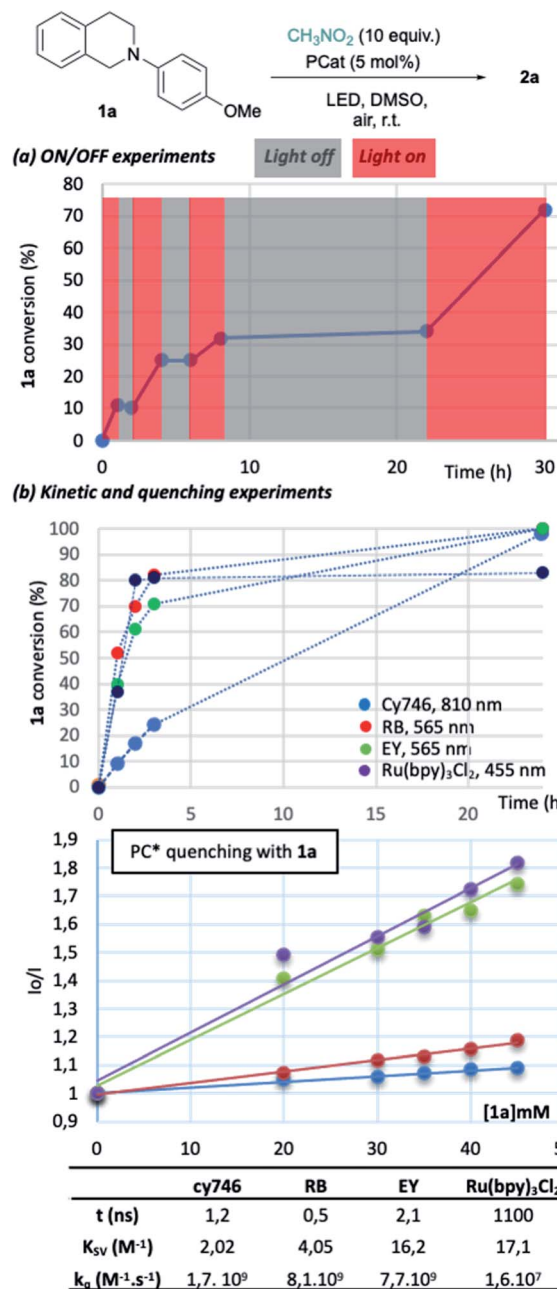 CH₃NO₂ (10 equiv.)
PCat (5 mol%)
LED, DMSO,
air, r.t.
N
OMe
1a
2a
(a) ON/OFF experiments
Light off
Light on
1a conversion (%)
80
70
60
50
40
30
20
10
0
0
10
20
30
Time (h)
(b) Kinetic and quenching experiments
1a conversion (%)
100
90
80
70
60
50
40
30
20
10
0
Cy746, 810 nm
RB, 565 nm
EY, 565 nm
Ru(bpy)₃Cl₂, 455 nm
0
5
10
15
20
Time (h
PC* quenching with 1a
Io/I
1,9
1,8
1,7
1,6
1,5
1,4
1,3
1,2
1,1
1
0,9
[1a]mM
0
10
20
30
40
5
cy746 RB EY Ru(bpy)₃Cl₂
t (ns) 1,2 0,5 2,1 1100
K_SV (M⁻¹) 2,02 4,05 16,2 17,1
k_q (M⁻¹.s⁻¹) 1,7. 10⁹ 8,1.10⁹ 7,7.10⁹ 1,6.10⁷